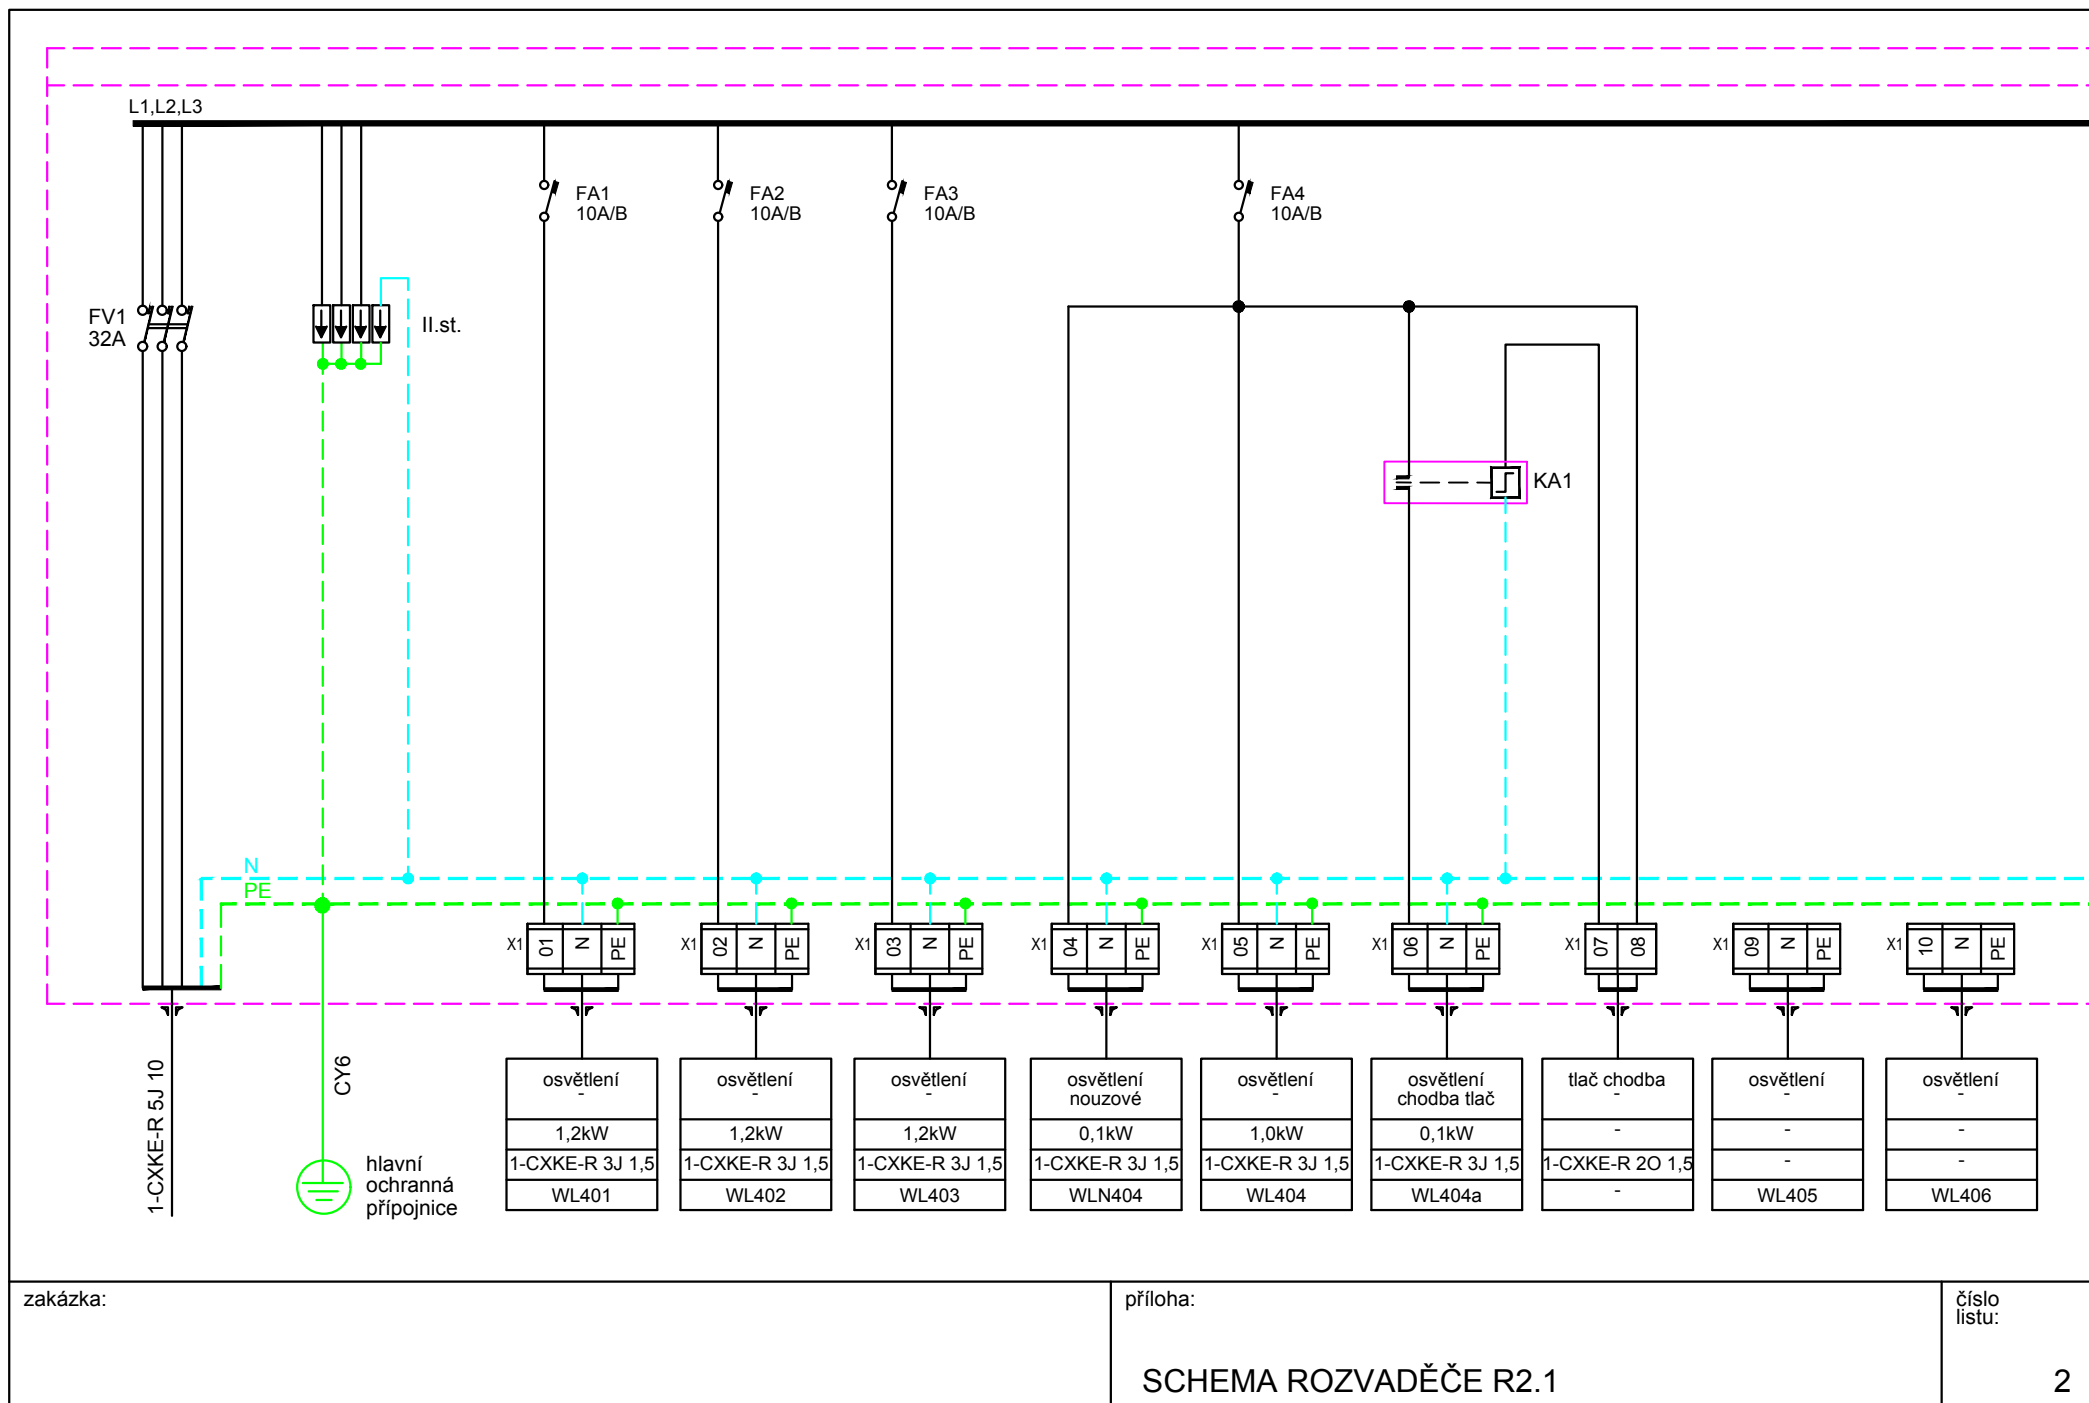 L1,L2,L3
FA1
10A/B
FA2
10A/B
FA3
10A/B
FA4
10A/B
FV1
32A
II.st.
KA1
N
PE
X1 01 N PE
X1 02 N PE
X1 03 N PE
X1 04 N PE
X1 05 N PE
X1 06 N PE
X1 07 08
X1 09 N PE
X1 10 N PE
1-CXKE-R 5J 10
CY6
hlavní
ochranná
přípojnice
osvětlení
-
1,2kW
1-CXKE-R 3J 1,5
WL401
osvětlení
-
1,2kW
1-CXKE-R 3J 1,5
WL402
osvětlení
-
1,2kW
1-CXKE-R 3J 1,5
WL403
osvětlení
nouzové
0,1kW
1-CXKE-R 3J 1,5
WLN404
osvětlení
-
1,0kW
1-CXKE-R 3J 1,5
WL404
osvětlení
chodba tlač
0,1kW
1-CXKE-R 3J 1,5
WL404a
tlač chodba
-
-
1-CXKE-R 2O 1,5
-
osvětlení
-
-
-
WL405
osvětlení
-
-
-
WL406
zakázka:
příloha:
SCHEMA ROZVADĚČE R2.1
číslo
listu:
2